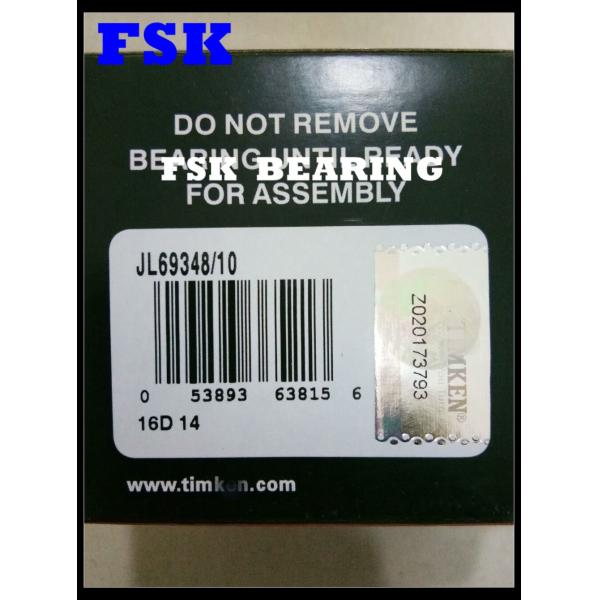 FSK
DO NOT REMOVE
BEARING UNTIL READY
FSK BEARING
FOR ASSEMBLY
JL69348/10
0 53893 63815 6
16D 14
Z020173793
TIMKEN®
www.timken.com